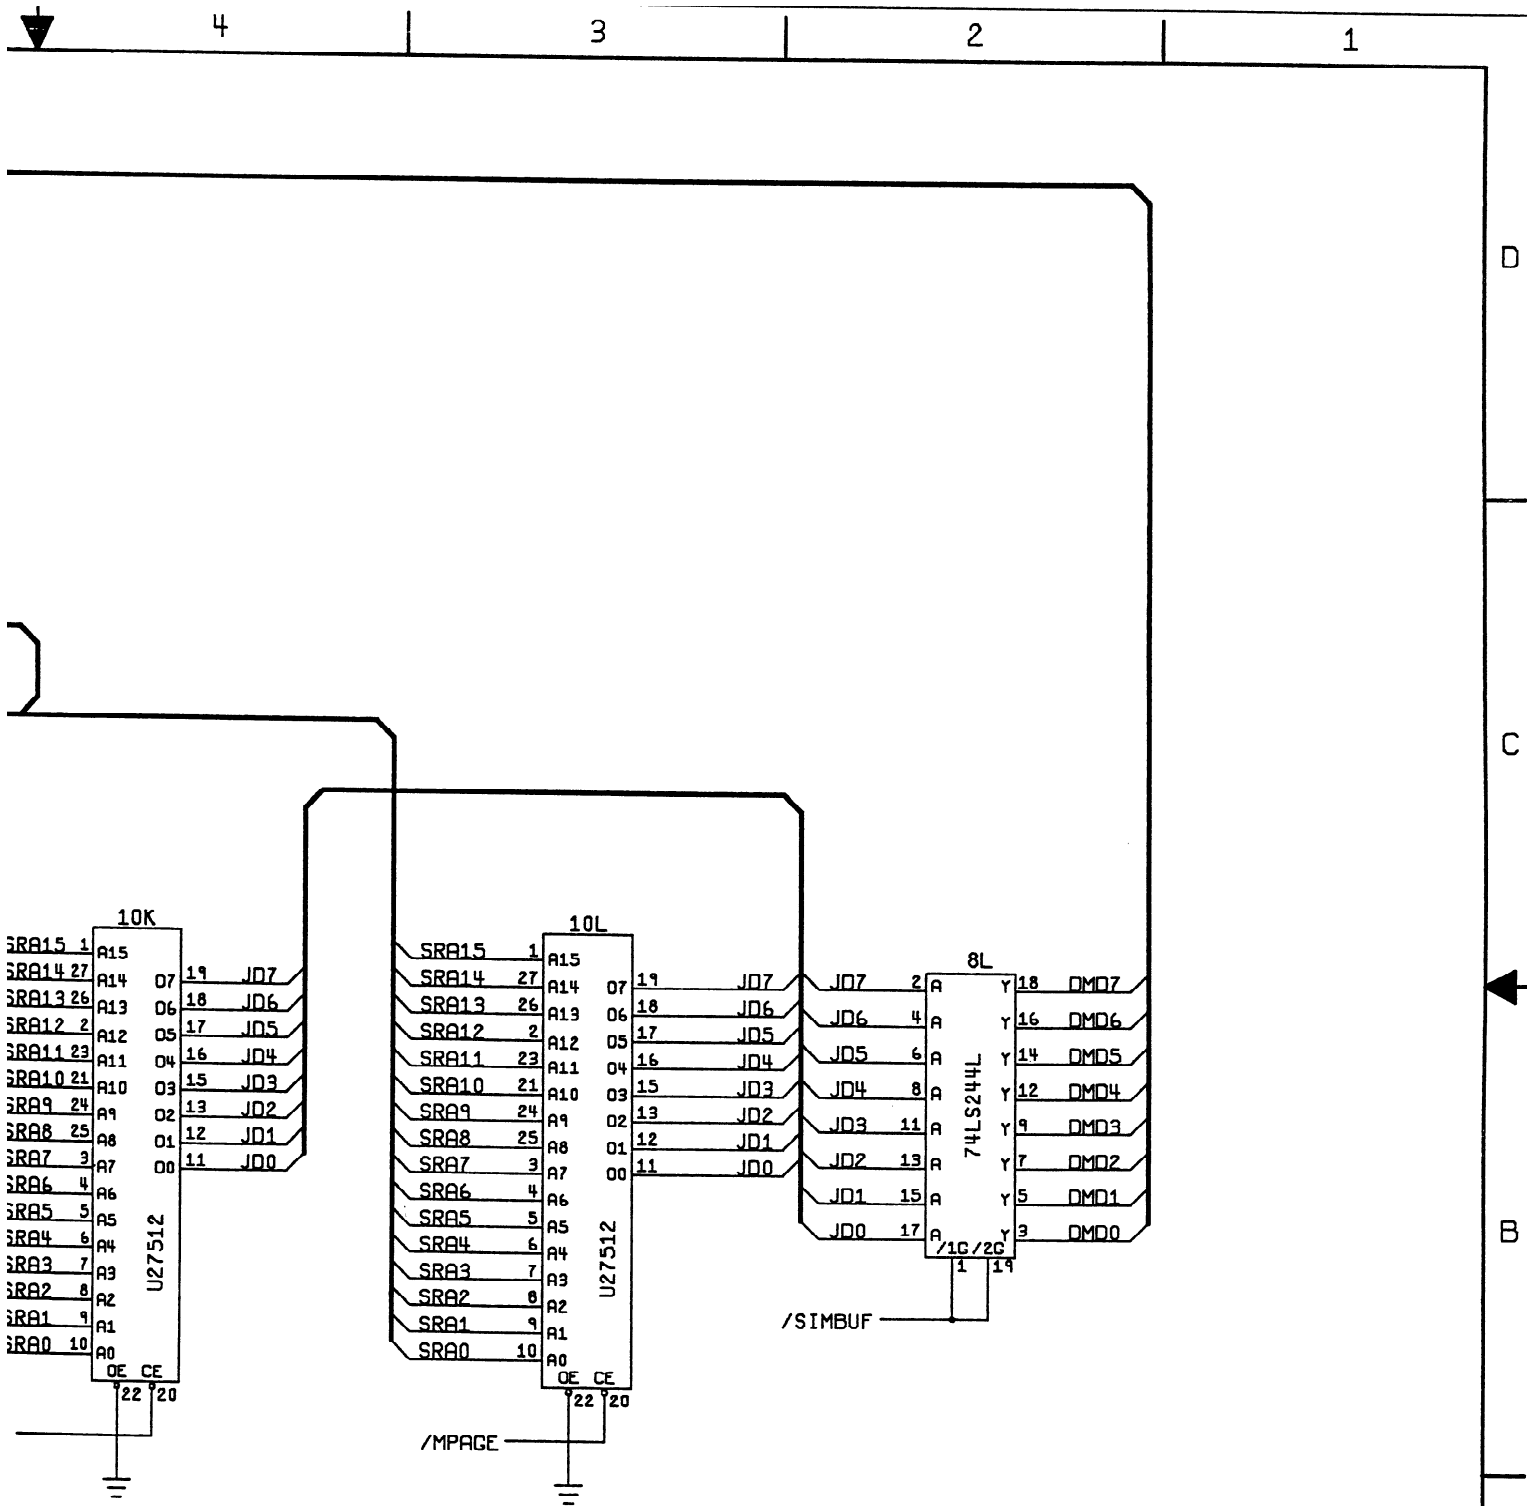 4 3 2 1
D
C
B
10K
SRA15 1 A15
SRA14 27 A14 O7 19 JD7
SRA13 26 A13 O6 18 JD6
SRA12 2 A12 O5 17 JD5
SRA11 23 A11 O4 16 JD4
SRA10 21 A10 O3 15 JD3
SRA9 24 A9 O2 13 JD2
SRA8 25 A8 O1 12 JD1
SRA7 3 A7 O0 11 JD0
SRA6 4 A6
SRA5 5 A5
SRA4 6 A4
SRA3 7 A3
SRA2 8 A2
SRA1 9 A1
SRA0 10 A0
U27512
OE CE
22 20
10L
SRA15 1 A15
SRA14 27 A14 O7 19 JD7
SRA13 26 A13 O6 18 JD6
SRA12 2 A12 O5 17 JD5
SRA11 23 A11 O4 16 JD4
SRA10 21 A10 O3 15 JD3
SRA9 24 A9 O2 13 JD2
SRA8 25 A8 O1 12 JD1
SRA7 3 A7 O0 11 JD0
SRA6 4 A6
SRA5 5 A5
SRA4 6 A4
SRA3 7 A3
SRA2 8 A2
SRA1 9 A1
SRA0 10 A0
U27512
OE CE
22 20
/MPAGE
8L
JD7 2 A Y 18 DMD7
JD6 4 A Y 16 DMD6
JD5 6 A Y 14 DMD5
JD4 8 A Y 12 DMD4
JD3 11 A Y 9 DMD3
JD2 13 A Y 7 DMD2
JD1 15 A Y 5 DMD1
JD0 17 A Y 3 DMD0
74LS244L
/1G /2G
1 19
/SIMBUF